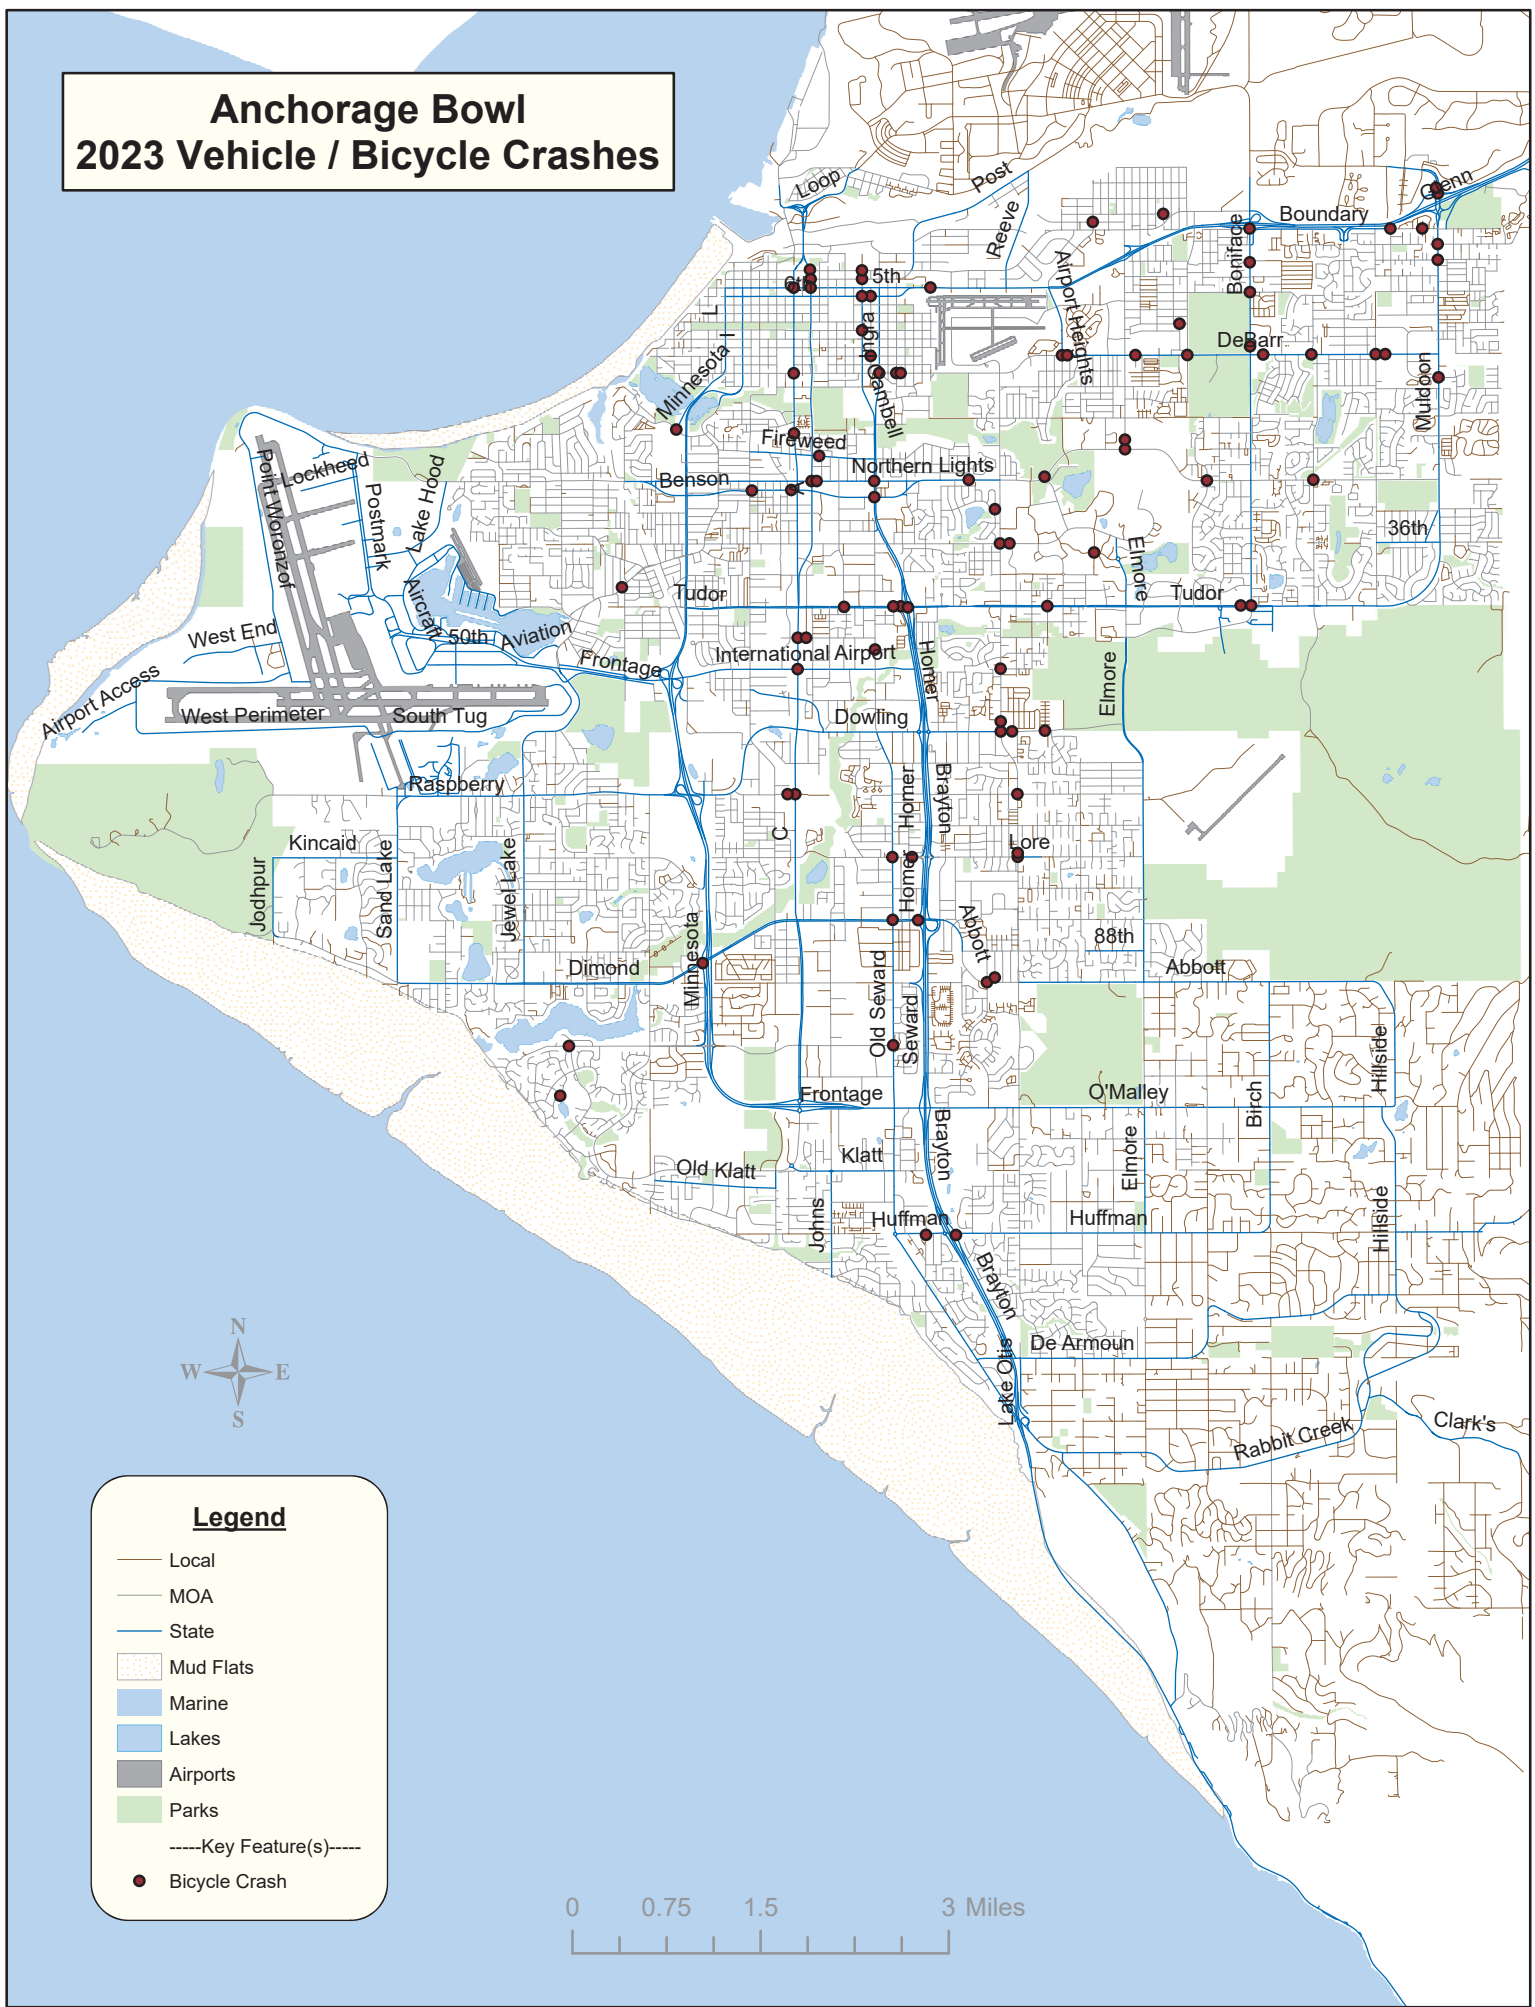 Anchorage Bowl
2023 Vehicle / Bicycle Crashes
Loop
Post
Glenn
Reeve
Boundary
Boniface
Airport Heights
6th
5th
L
I
Ingra
DeBarr
Minnesota
Gambell
Muldoon
Fireweed
Northern Lights
Benson
A
Point Woronzof
Lockheed
Postmark
Lake Hood
36th
Elmore
Aircraft
Tudor
Tudor
West End
50th
Aviation
Frontage
International Airport
Homer
Elmore
Airport Access
West Perimeter
South Tug
Dowling
Raspberry
Homer
Brayton
C
Kincaid
Lore
Jodhpur
Sand Lake
Jewel Lake
Homer
Minnesota
Abbott
88th
Dimond
Abbott
Old Seward
Seward
Hillside
Frontage
O'Malley
Birch
Brayton
Elmore
Klatt
Old Klatt
Johns
Huffman
Huffman
Hillside
Brayton
De Armoun
Lake Otis
Rabbit Creek
Clark's
N
W
E
S
Legend
Local
MOA
State
Mud Flats
Marine
Lakes
Airports
Parks
-----Key Feature(s)-----
Bicycle Crash
0 0.75 1.5 3 Miles